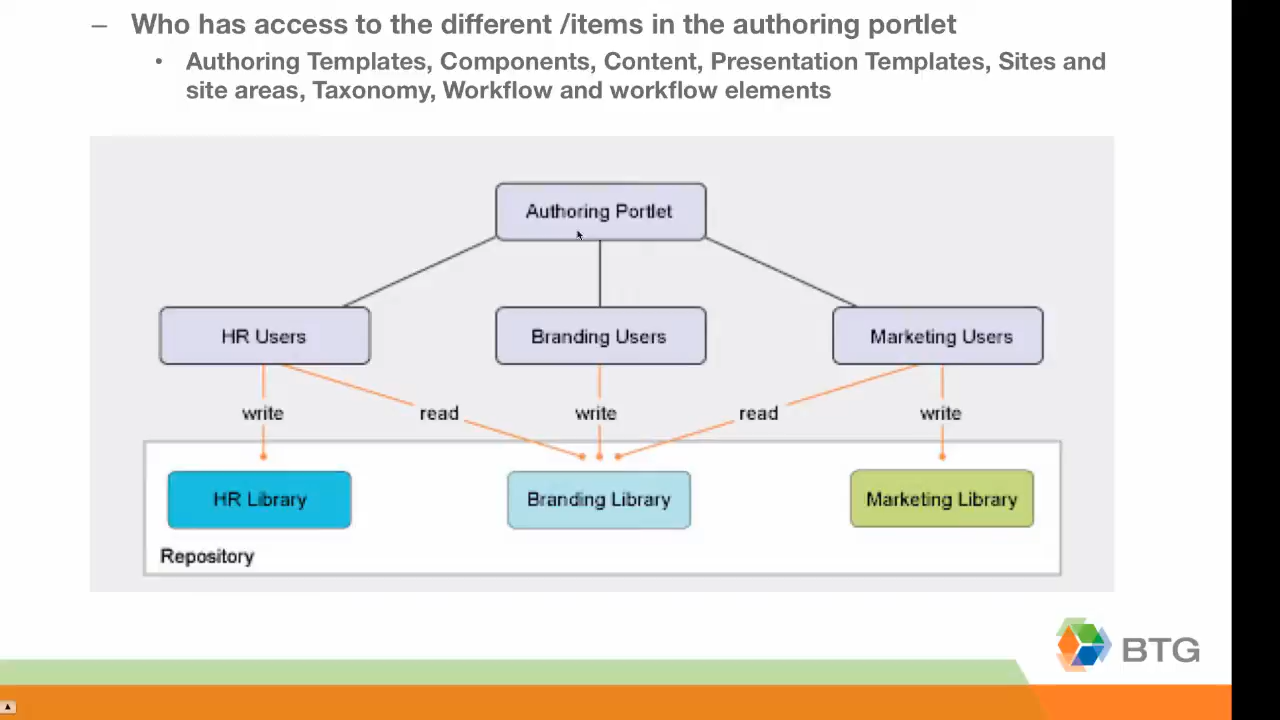 – Who has access to the different /items in the authoring portlet
• Authoring Templates, Components, Content, Presentation Templates, Sites and
site areas, Taxonomy, Workflow and workflow elements
Authoring Portlet
HR Users
Branding Users
Marketing Users
write
read
write
read
write
HR Library
Branding Library
Marketing Library
Repository
BTG